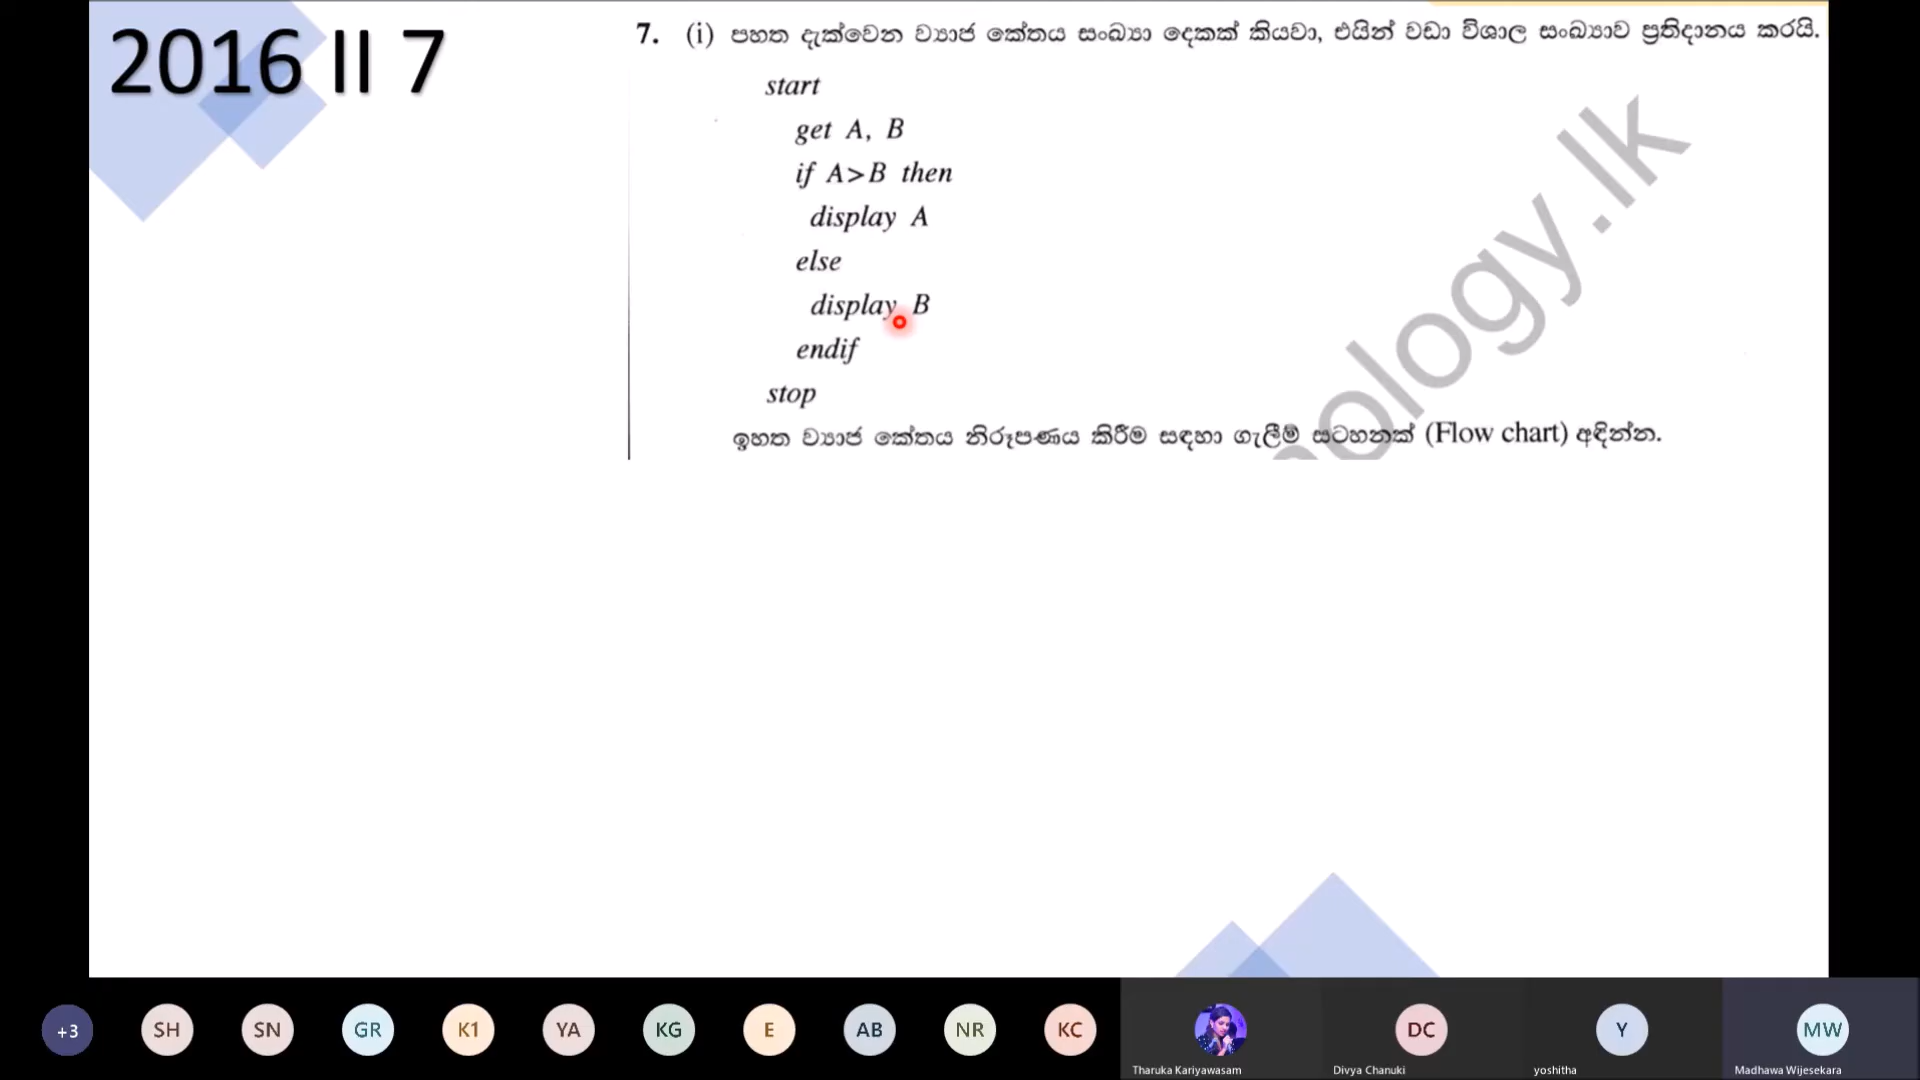 2016 II 7
7. (i) පහත දැක්වෙන ව්‍යාජ කේතය සංඛ්‍යා දෙකක් කියවා, එයින් වඩා විශාල සංඛ්‍යාව ප්‍රතිදානය කරයි.
start
get A, B
if A>B then
display A
else
display B
endif
stop
ඉහත ව්‍යාජ කේතය නිරූපණය කිරීම සඳහා ගැලීම් සටහනක් (Flow chart) අඳින්න.
ology.lk
+3 SH SN GR K1 YA KG E AB NR KC DC Y MW
Tharuka Kariyawasam Divya Chanuki yoshitha Madhawa Wijesekara